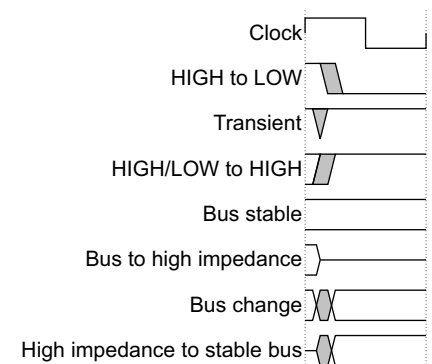 Clock
HIGH to LOW
Transient
HIGH/LOW to HIGH
Bus stable
Bus to high impedance
Bus change
High impedance to stable bus